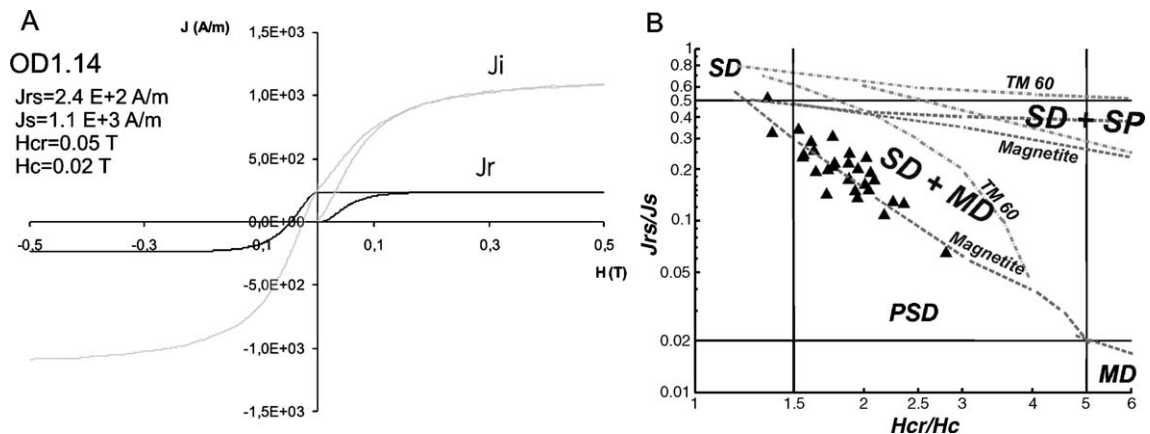 A
J (A/m)
OD1.14
Jrs=2.4 E+2 A/m
Js=1.1 E+3 A/m
Hcr=0.05 T
Hc=0.02 T
1,5E+03
1,0E+03
5,0E+02
0,0E+00
-5,0E+02
-1,0E+03
-1,5E+03
Ji
Jr
-0,5
-0,3
-0,1
0,1
0,3
0,5
H (T)
B
Jrs/Js
1
0.8
0.5
0.4
0.3
0.2
0.1
0.05
0.02
0.01
SD
TM 60
SD + SP
Magnetite
SD + MD
TM 60
Magnetite
PSD
MD
1
1.5
2
2.5
3
4
5
6
Hcr/Hc